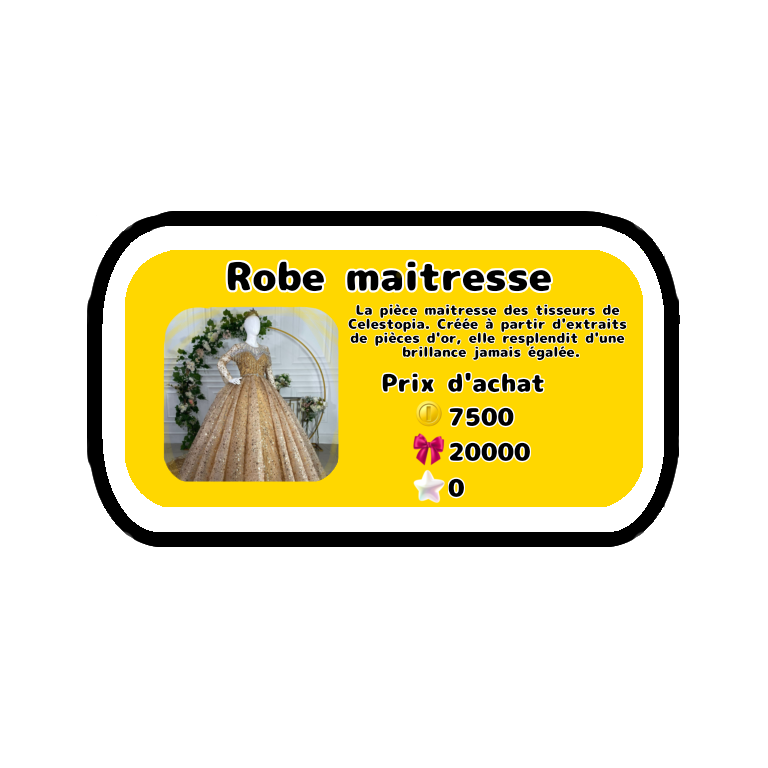 Robe maitresse
La pièce maitresse des tisseurs de
Celestopia. Créée à partir d'extraits
de pièces d'or, elle resplendit d'une
brillance jamais égalée.
Prix d'achat
7500
20000
0